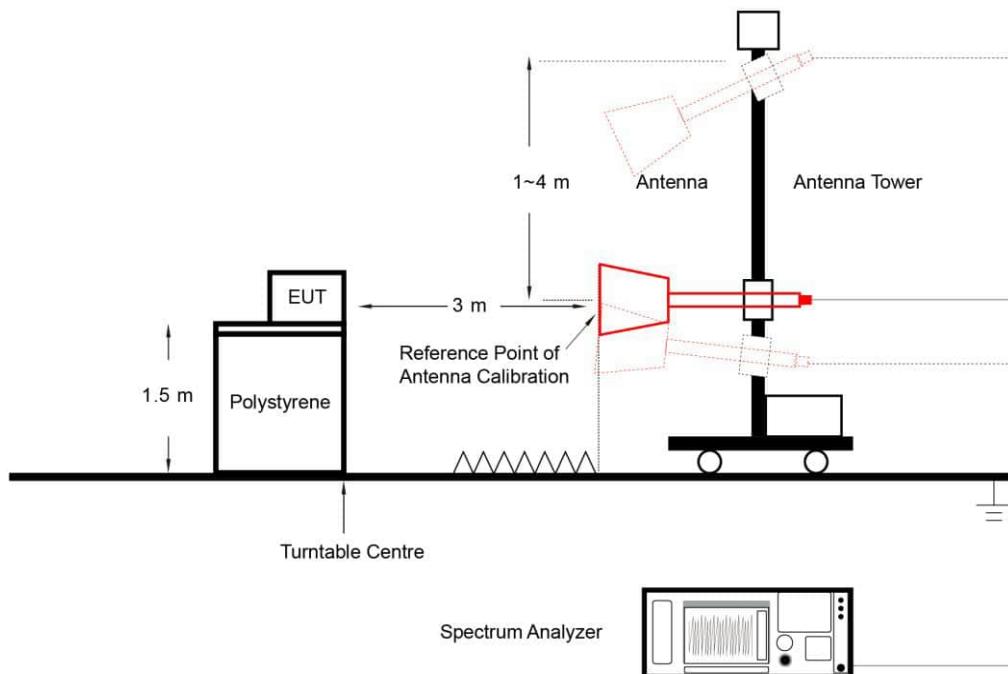 1~4 m
Antenna
Antenna Tower
EUT
3 m
Reference Point of
Antenna Calibration
1.5 m
Polystyrene
Turntable Centre
Spectrum Analyzer